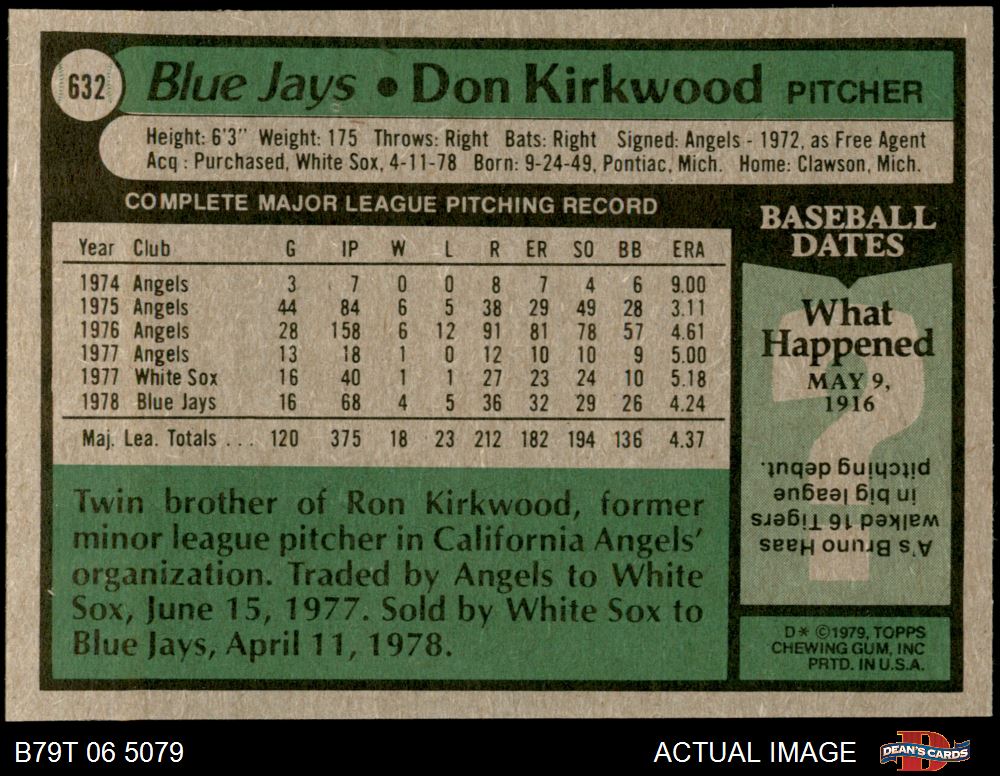 632 Blue Jays • Don Kirkwood PITCHER
Height: 6'3" Weight: 175 Throws: Right Bats: Right Signed: Angels - 1972, as Free Agent
Acq : Purchased, White Sox, 4-11-78 Born: 9-24-49, Pontiac, Mich. Home: Clawson, Mich.
COMPLETE MAJOR LEAGUE PITCHING RECORD
Year Club G IP W L R ER SO BB ERA
1974 Angels 3 7 0 0 8 7 4 6 9.00
1975 Angels 44 84 6 5 38 29 49 28 3.11
1976 Angels 28 158 6 12 91 81 78 57 4.61
1977 Angels 13 18 1 0 12 10 10 9 5.00
1977 White Sox 16 40 1 1 27 23 24 10 5.18
1978 Blue Jays 16 68 4 5 36 32 29 26 4.24
Maj. Lea. Totals . . . 120 375 18 23 212 182 194 136 4.37
Twin brother of Ron Kirkwood, former
minor league pitcher in California Angels'
organization. Traded by Angels to White
Sox, June 15, 1977. Sold by White Sox to
Blue Jays, April 11, 1978.
BASEBALL
DATES
What
Happened
MAY 9,
1916
?
A's Bruno Haas
walked 16 Tigers
in big league
pitching debut.
D* ©1979, TOPPS
CHEWING GUM, INC
PRTD. IN U.S.A.
B79T 06 5079
ACTUAL IMAGE
D
DEAN'S CARDS